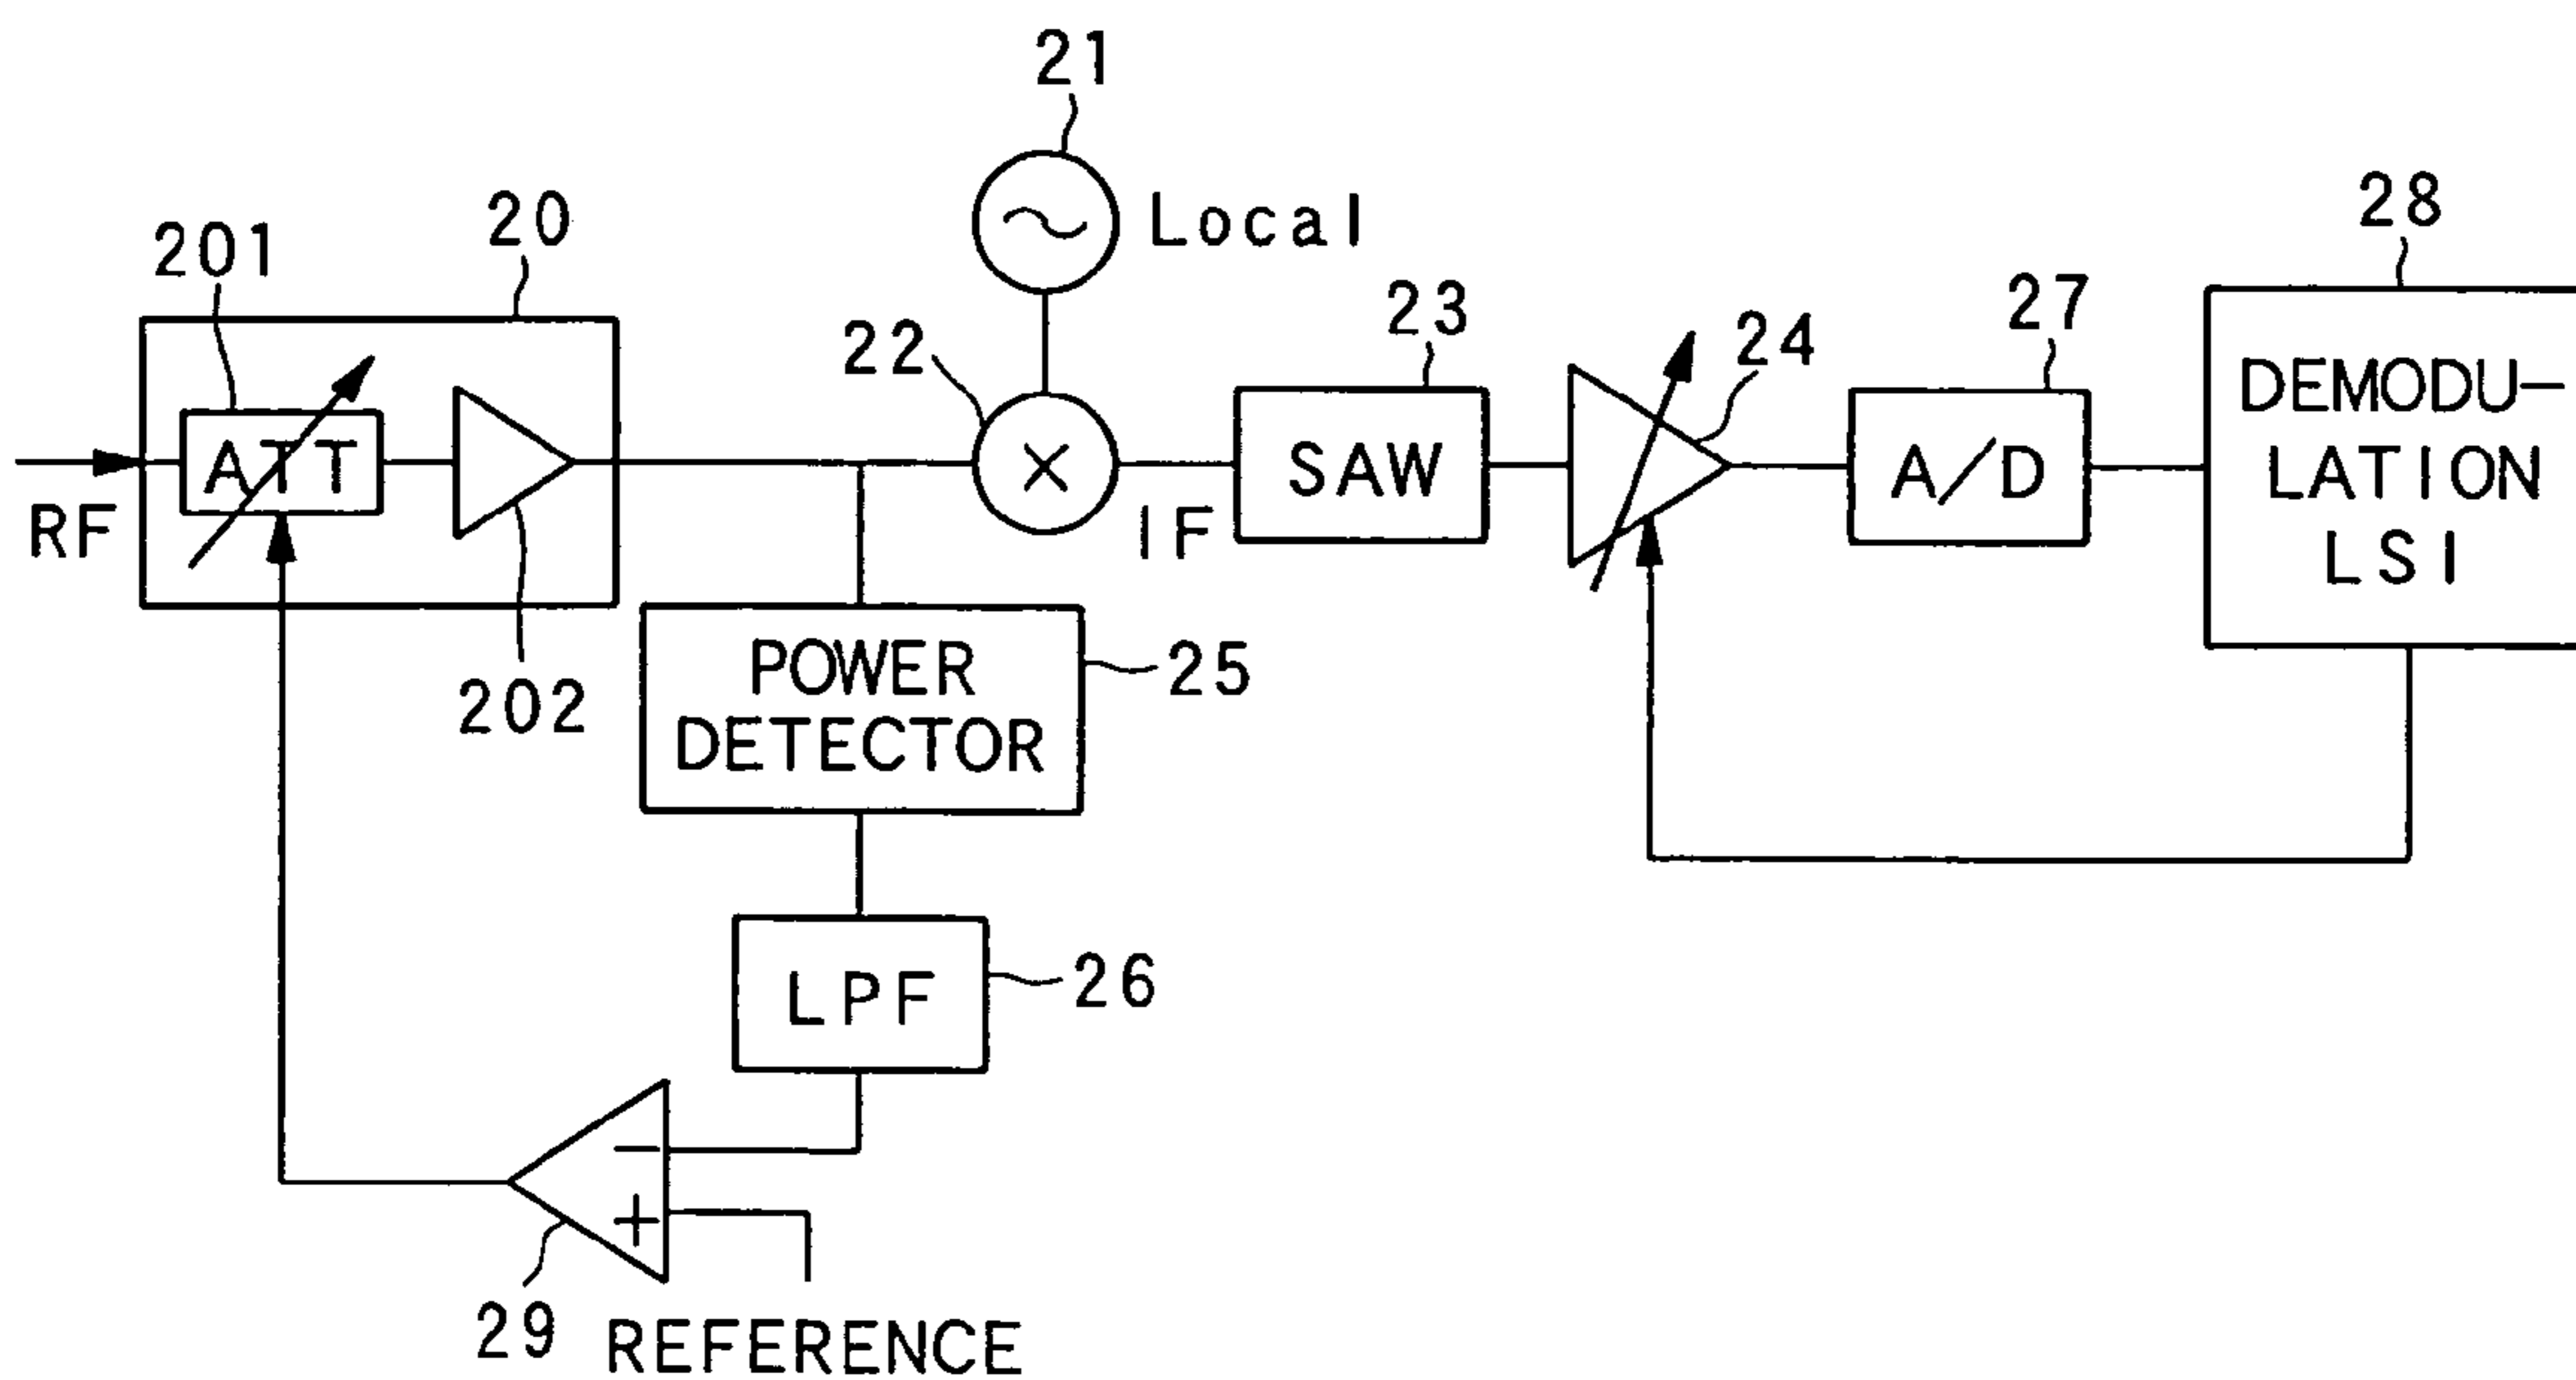 21
Local
20
201
28
22
23
24
27
ATT
RF
IF
SAW
A/D
DEMODU-
LATION
LSI
202
POWER
DETECTOR
25
LPF
26
−
+
29
REFERENCE